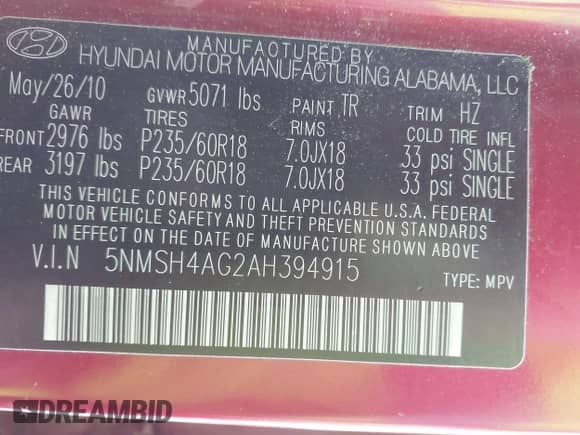 MANUFACTURED BY
HYUNDAI MOTOR MANUFACTURING ALABAMA, LLC
May/26/10 GVWR 5071 lbs PAINT TR TRIM HZ
GAWR TIRES RIMS COLD TIRE INFL
FRONT 2976 lbs P235/60R18 7.0JX18 33 psi SINGLE
REAR 3197 lbs P235/60R18 7.0JX18 33 psi SINGLE
THIS VEHICLE CONFORMS TO ALL APPLICABLE U.S.A. FEDERAL
MOTOR VEHICLE SAFETY AND THEFT PREVENTION STANDARDS
IN EFFECT ON THE DATE OF MANUFACTURE SHOWN ABOVE.
V.I.N 5NMSH4AG2AH394915 TYPE: MPV
DREAMBID